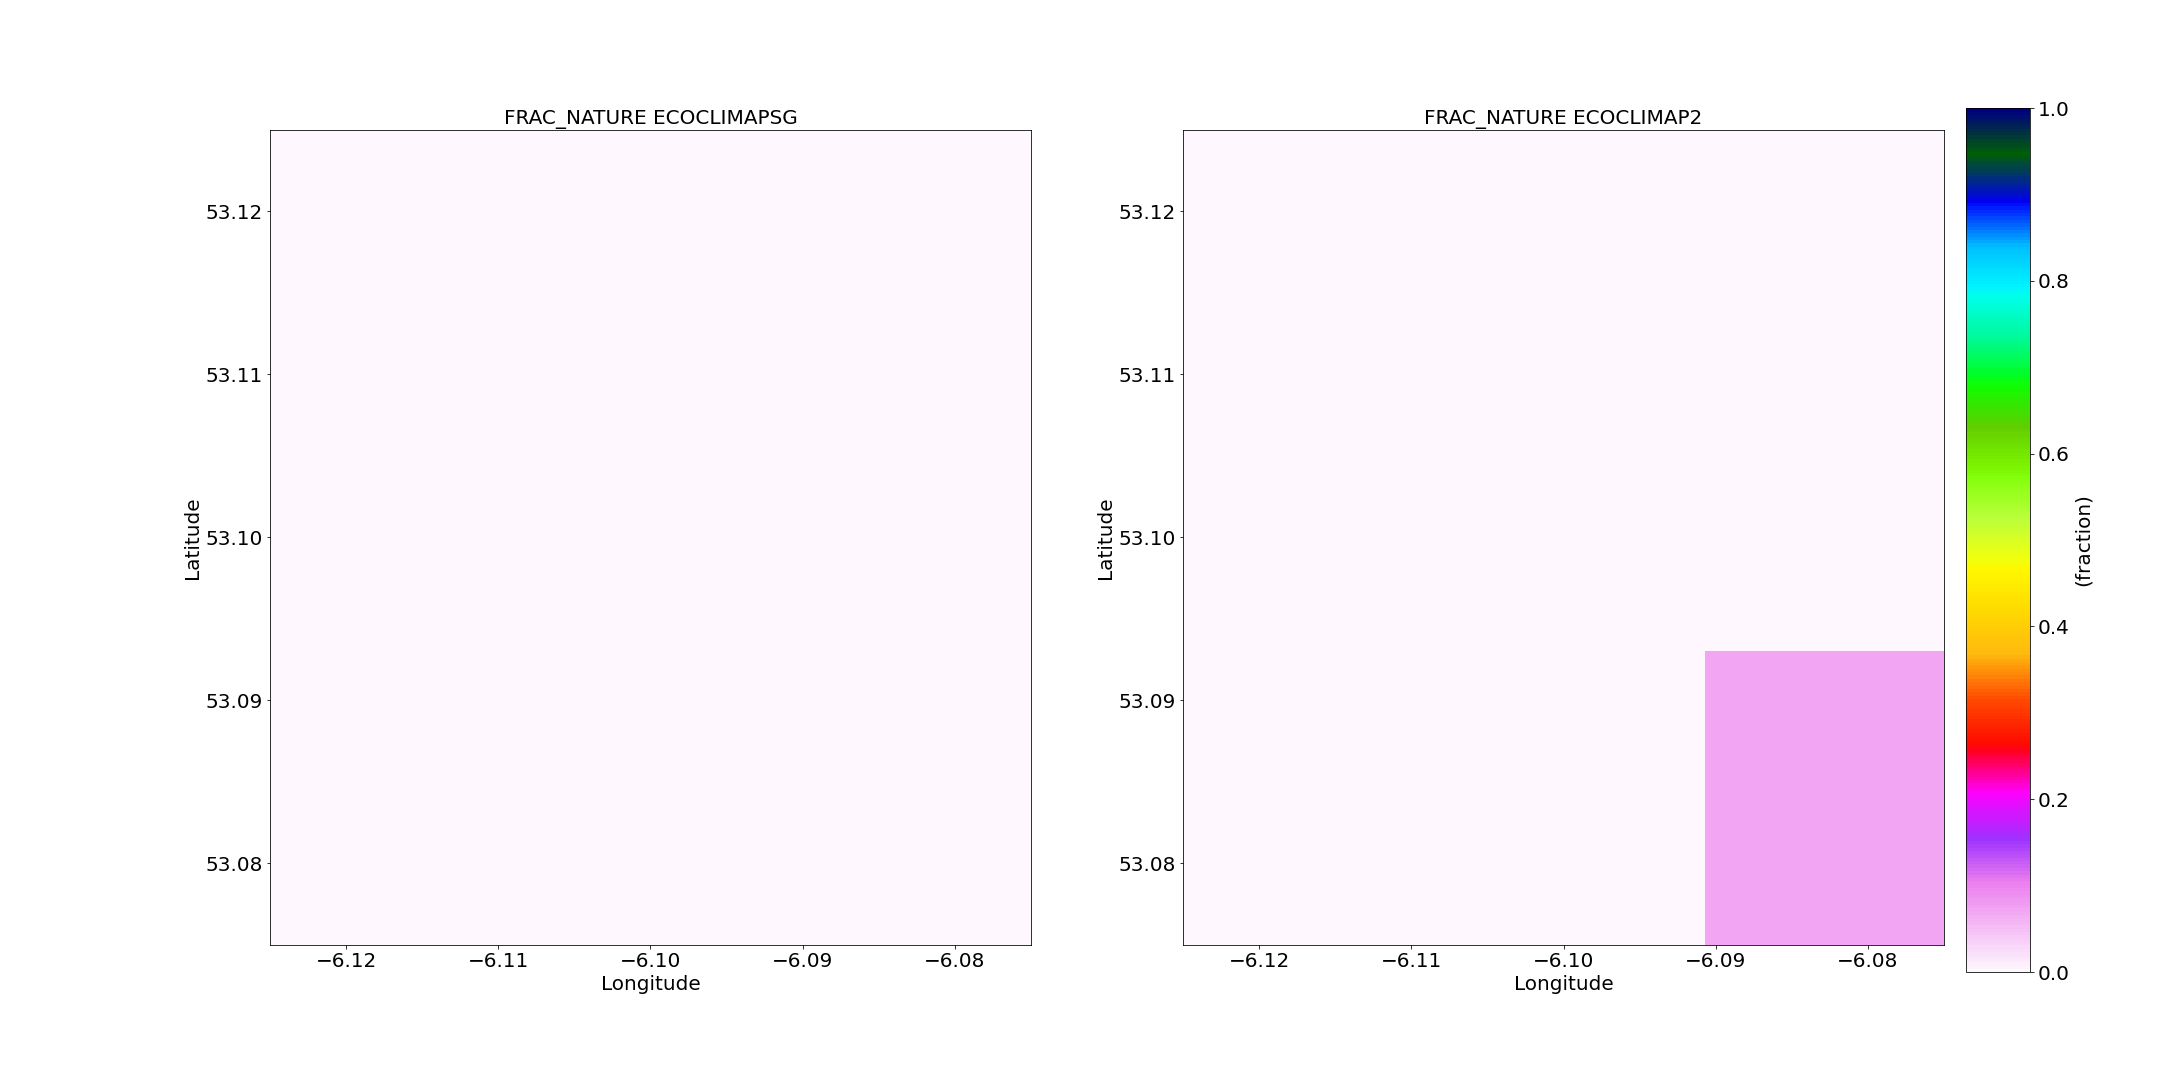 FRAC_NATURE ECOCLIMAPSG
53.12
53.11
53.10
53.09
53.08
Latitude
−6.12 −6.11 −6.10 −6.09 −6.08
Longitude
FRAC_NATURE ECOCLIMAP2
53.12
53.11
53.10
53.09
53.08
Latitude
−6.12 −6.11 −6.10 −6.09 −6.08
Longitude
1.0
0.8
0.6
0.4
0.2
0.0
(fraction)